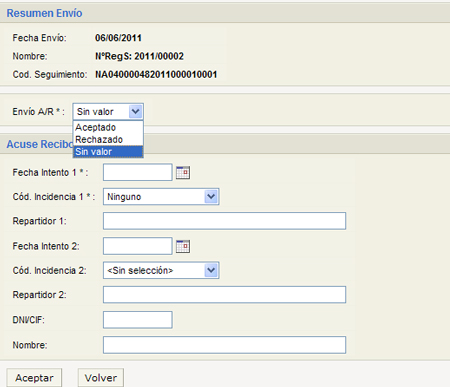 Resumen Envío
Fecha Envío: 06/06/2011
Nombre: NºRegS: 2011/00002
Cod. Seguimiento: NA040000482011000010001
Envío A/R * : Sin valor
Aceptado
Rechazado
Sin valor
Acuse Recibo
Fecha Intento 1 * :
Cód. Incidencia 1 * : Ninguno
Repartidor 1:
Fecha Intento 2:
Cód. Incidencia 2: <Sin selección>
Repartidor 2:
DNI/CIF:
Nombre:
Aceptar Volver